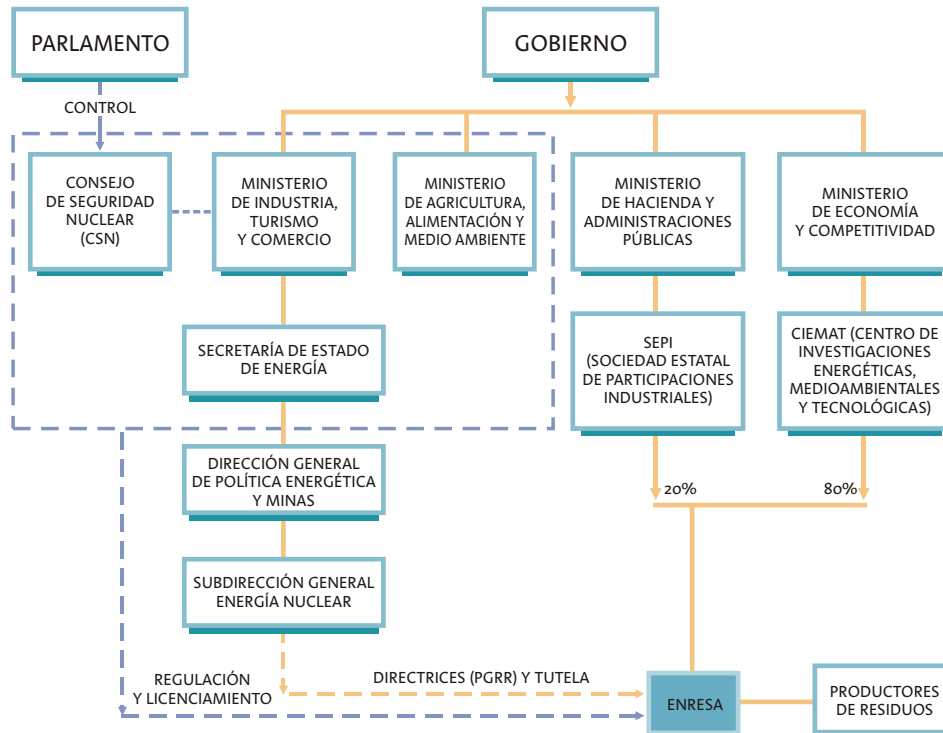 PARLAMENTO
GOBIERNO
CONTROL
CONSEJO
DE SEGURIDAD
NUCLEAR
(CSN)
MINISTERIO
DE INDUSTRIA,
TURISMO
Y COMERCIO
MINISTERIO
DE AGRICULTURA,
ALIMENTACIÓN Y
MEDIO AMBIENTE
MINISTERIO
DE HACIENDA Y
ADMINISTRACIONES
PÚBLICAS
MINISTERIO
DE ECONOMÍA
Y COMPETITIVIDAD
SECRETARÍA DE ESTADO
DE ENERGÍA
SEPI
(SOCIEDAD ESTATAL
DE PARTICIPACIONES
INDUSTRIALES)
CIEMAT (CENTRO DE
INVESTIGACIONES
ENERGÉTICAS,
MEDIOAMBIENTALES
Y TECNOLÓGICAS)
DIRECCIÓN GENERAL
DE POLÍTICA ENERGÉTICA
Y MINAS
20%
80%
SUBDIRECCIÓN GENERAL
ENERGÍA NUCLEAR
REGULACIÓN
Y LICENCIAMIENTO
DIRECTRICES (PGRR) Y TUTELA
ENRESA
PRODUCTORES
DE RESIDUOS